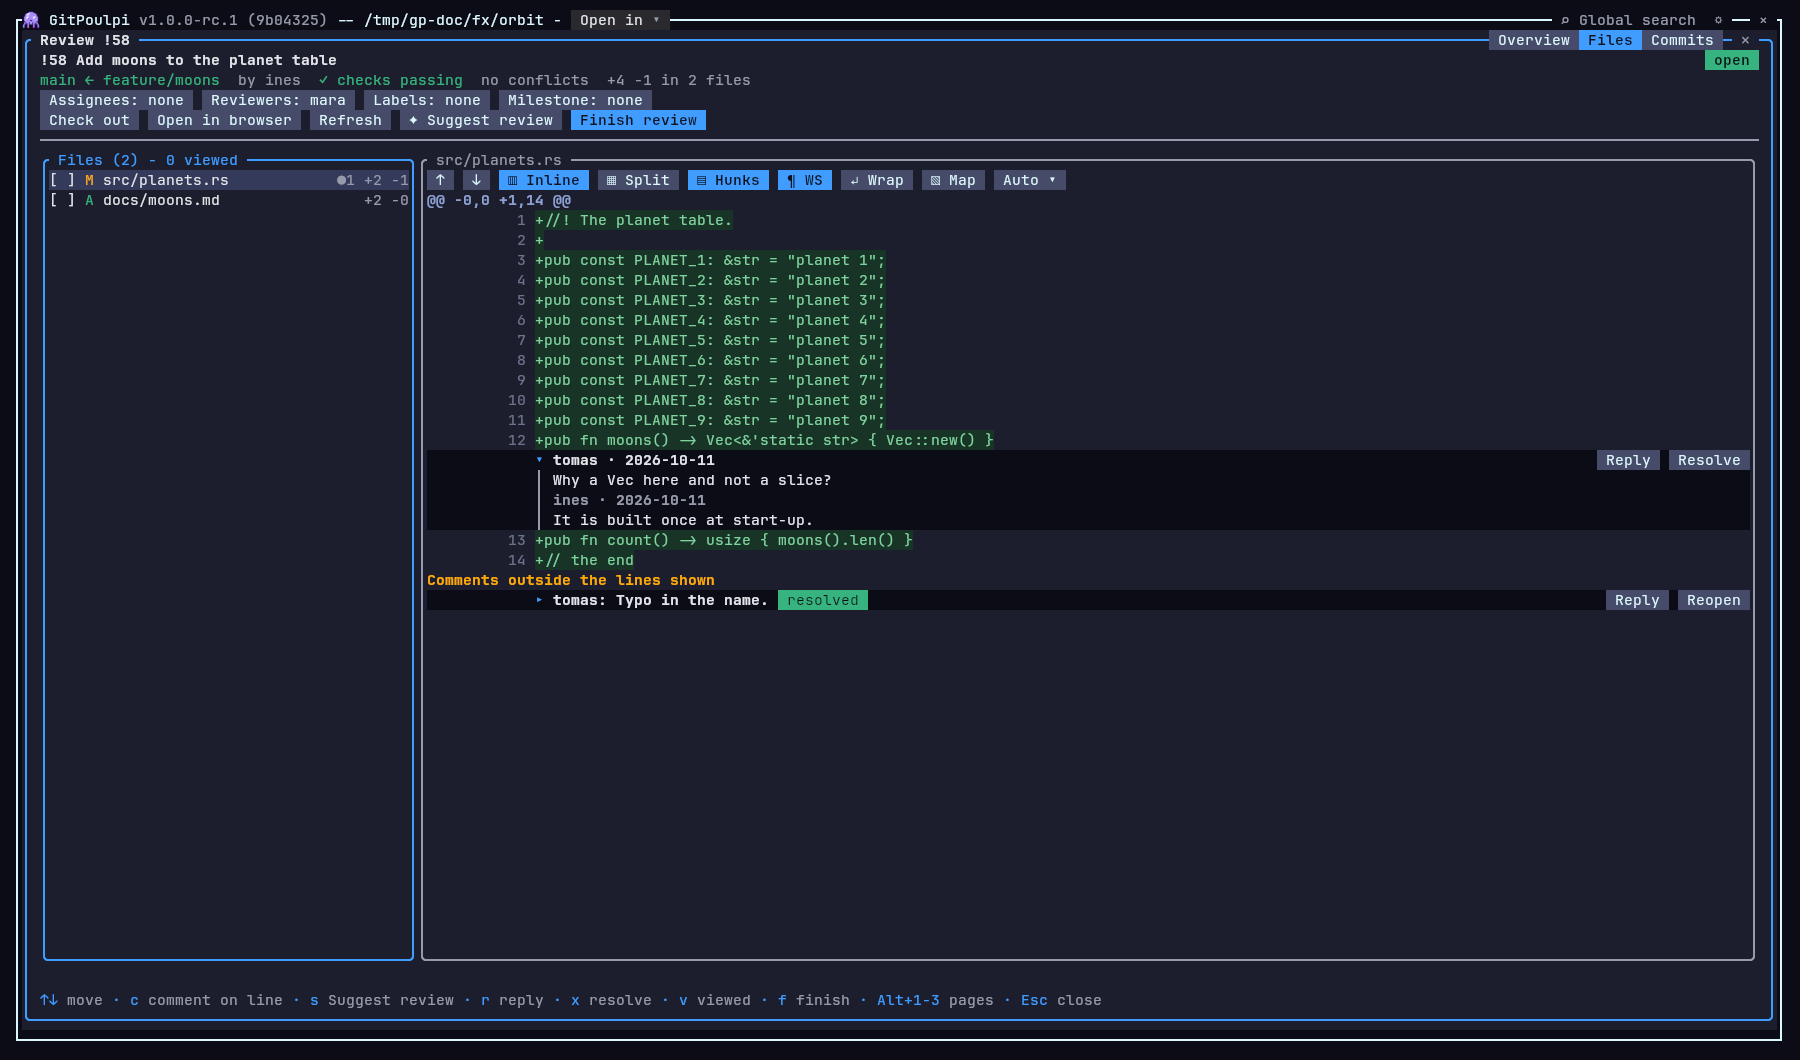 GitPoulpi v1.0.0-rc.1 (9b04325) -- /tmp/gp-doc/fx/orbit - Open in ▾ ⌕ Global search ⚙ ×
Review !58 Overview Files Commits ×
!58 Add moons to the planet table open
main ← feature/moons by ines ✓ checks passing no conflicts +4 -1 in 2 files
Assignees: none Reviewers: mara Labels: none Milestone: none
Check out Open in browser Refresh ✦ Suggest review Finish review
Files (2) - 0 viewed
[ ] M src/planets.rs ●1 +2 -1
[ ] A docs/moons.md +2 -0
src/planets.rs
↑ ↓ ▥ Inline ▦ Split ▤ Hunks ¶ WS ↲ Wrap ▧ Map Auto ▾
@@ -0,0 +1,14 @@
1 +//! The planet table.
2 +
3 +pub const PLANET_1: &str = "planet 1";
4 +pub const PLANET_2: &str = "planet 2";
5 +pub const PLANET_3: &str = "planet 3";
6 +pub const PLANET_4: &str = "planet 4";
7 +pub const PLANET_5: &str = "planet 5";
8 +pub const PLANET_6: &str = "planet 6";
9 +pub const PLANET_7: &str = "planet 7";
10 +pub const PLANET_8: &str = "planet 8";
11 +pub const PLANET_9: &str = "planet 9";
12 +pub fn moons() -> Vec<&'static str> { Vec::new() }
▾ tomas · 2026-10-11 Reply Resolve
Why a Vec here and not a slice?
ines · 2026-10-11
It is built once at start-up.
13 +pub fn count() -> usize { moons().len() }
14 +// the end
Comments outside the lines shown
▸ tomas: Typo in the name. resolved Reply Reopen
↑↓ move · c comment on line · s Suggest review · r reply · x resolve · v viewed · f finish · Alt+1-3 pages · Esc close